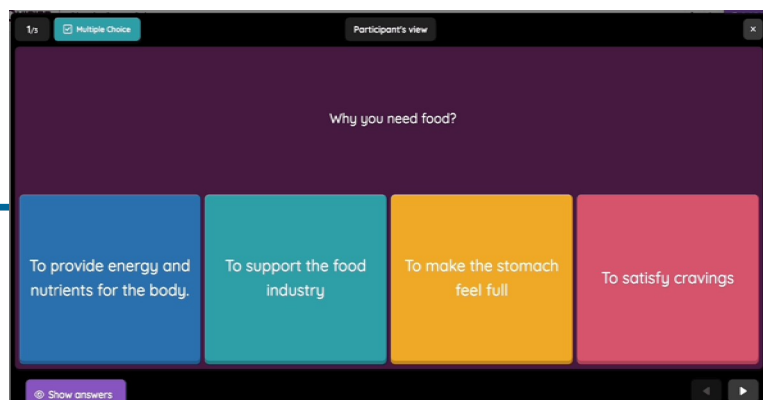 1/5
Multiple Choice
Participant's view
Why you need food?
To provide energy and
nutrients for the body.
To support the food
industry
To make the stomach
feel full
To satisfy cravings
Show answers